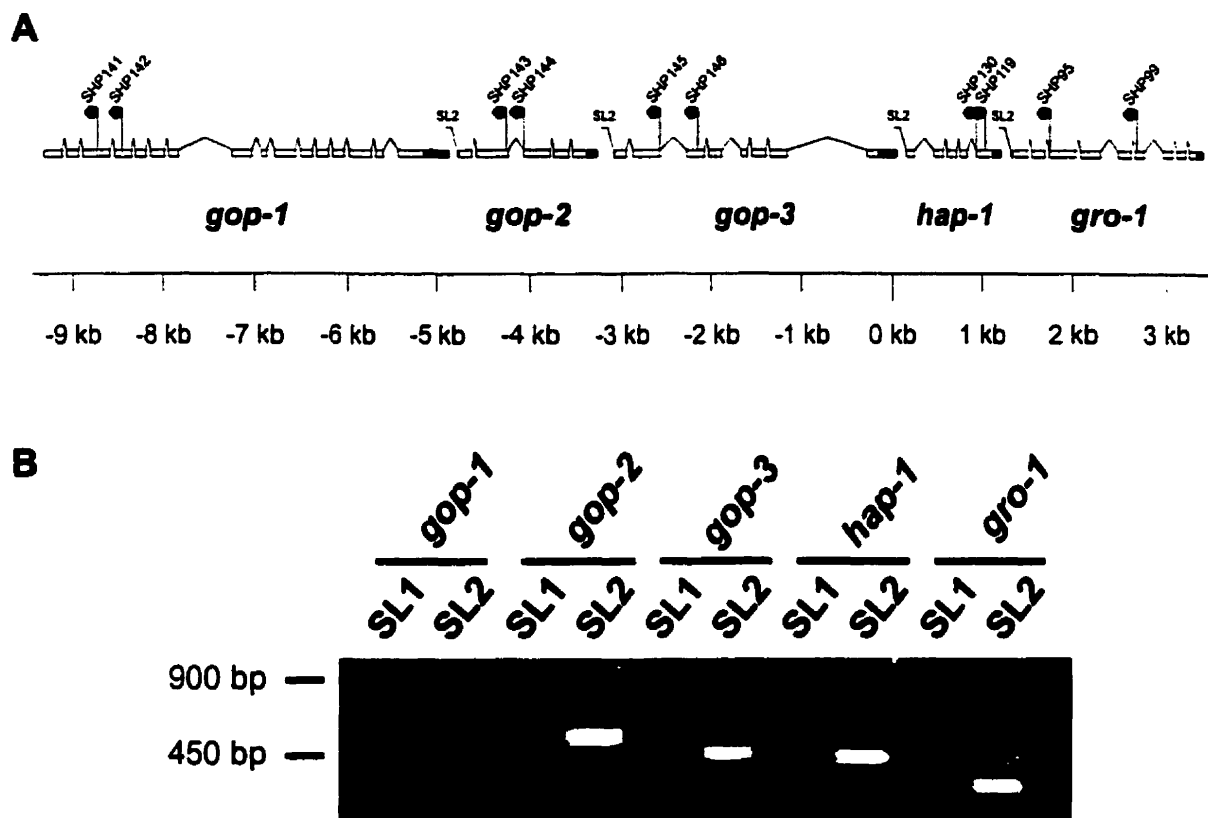 A
SHP141 SHP142 SHP143 SHP144 SHP145 SHP146 SHP130 SHP119 SHP95 SHP99
SL2 SL2 SL2 SL2
gop-1 gop-2 gop-3 hap-1 gro-1
-9 kb -8 kb -7 kb -6 kb -5 kb -4 kb -3 kb -2 kb -1 kb 0 kb 1 kb 2 kb 3 kb
B
gop-1 gop-2 gop-3 hap-1 gro-1
SL1 SL2 SL1 SL2 SL1 SL2 SL1 SL2 SL1 SL2
900 bp
450 bp